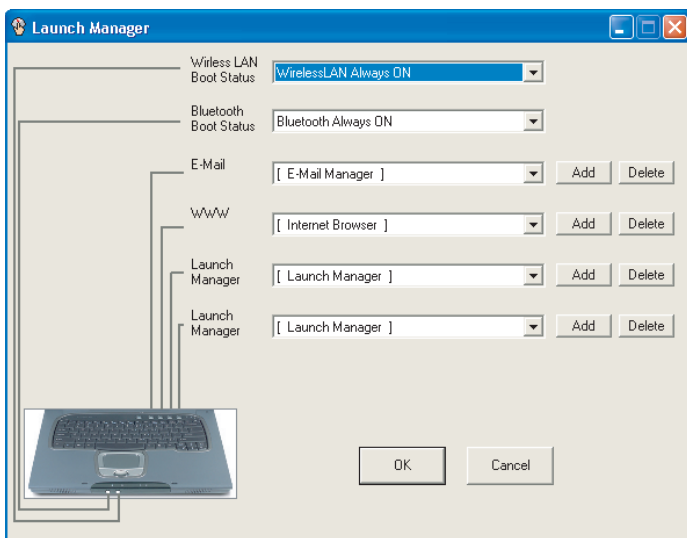 Launch Manager
Wirless LAN
Boot Status
WirelessLAN Always ON
Bluetooth
Boot Status
Bluetooth Always ON
E-Mail
[ E-Mail Manager ]
Add
Delete
WWW
[ Internet Browser ]
Add
Delete
Launch
Manager
[ Launch Manager ]
Add
Delete
Launch
Manager
[ Launch Manager ]
Add
Delete
OK
Cancel